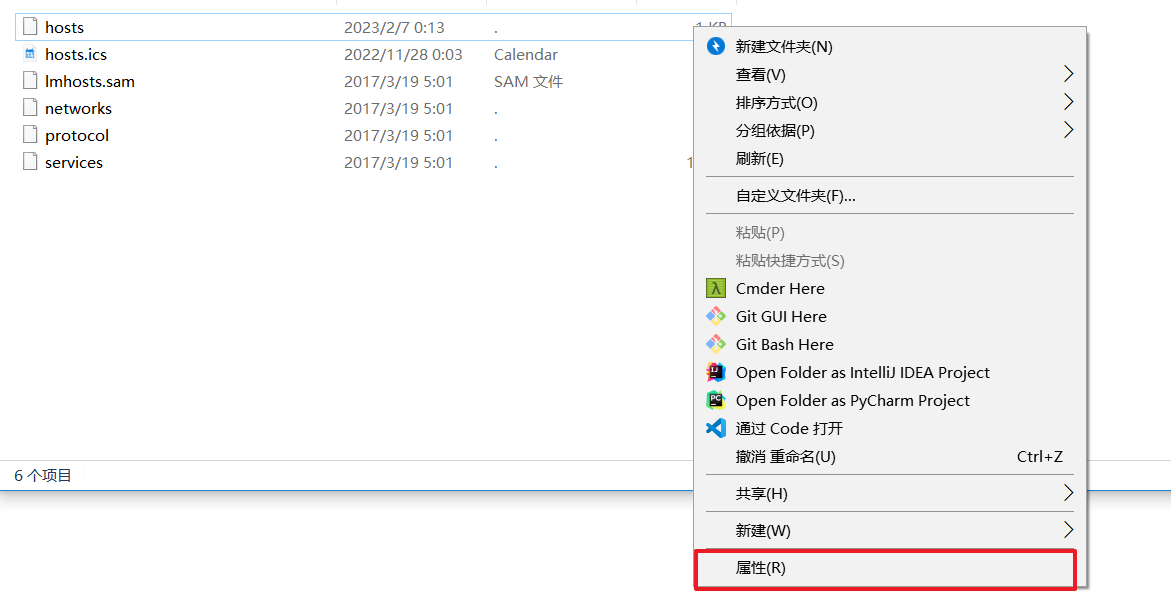 hosts 2023/2/7 0:13 .
hosts.ics 2022/11/28 0:03 Calendar
lmhosts.sam 2017/3/19 5:01 SAM 文件
networks 2017/3/19 5:01 .
protocol 2017/3/19 5:01 .
services 2017/3/19 5:01 . 1
6 个项目
新建文件夹(N)
查看(V)
排序方式(O)
分组依据(P)
刷新(E)
自定义文件夹(F)...
粘贴(P)
粘贴快捷方式(S)
Cmder Here
Git GUI Here
Git Bash Here
Open Folder as IntelliJ IDEA Project
Open Folder as PyCharm Project
通过 Code 打开
撤消 重命名(U) Ctrl+Z
共享(H)
新建(W)
属性(R)